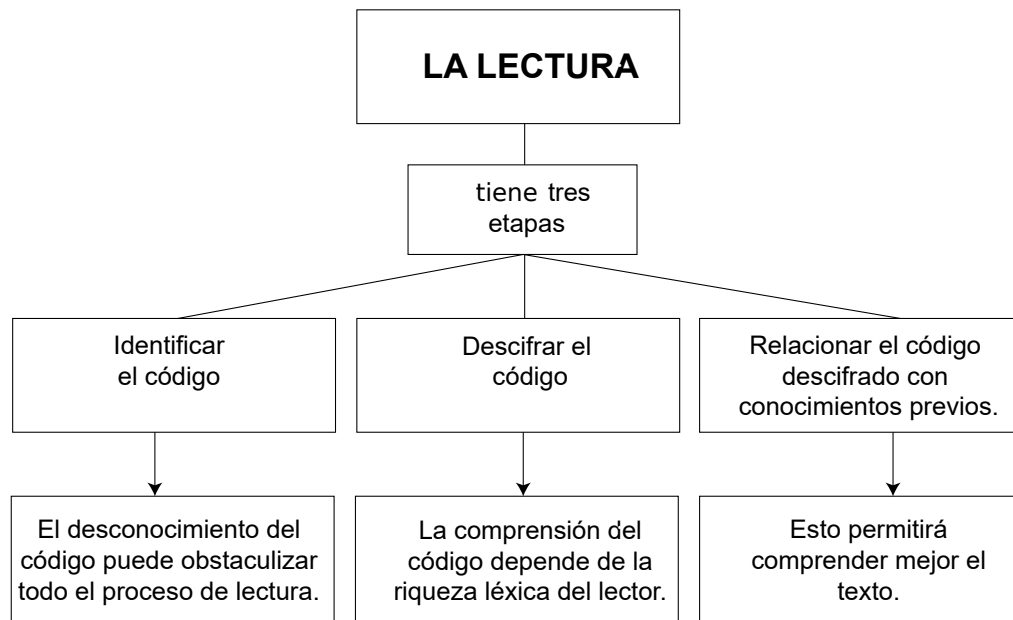 LA LECTURA
tiene tres
etapas
Identificar
el código
Descifrar el
código
Relacionar el código
descifrado con
conocimientos previos.
El desconocimiento del
código puede obstaculizar
todo el proceso de lectura.
La comprensión del
código depende de la
riqueza léxica del lector.
Esto permitirá
comprender mejor el
texto.